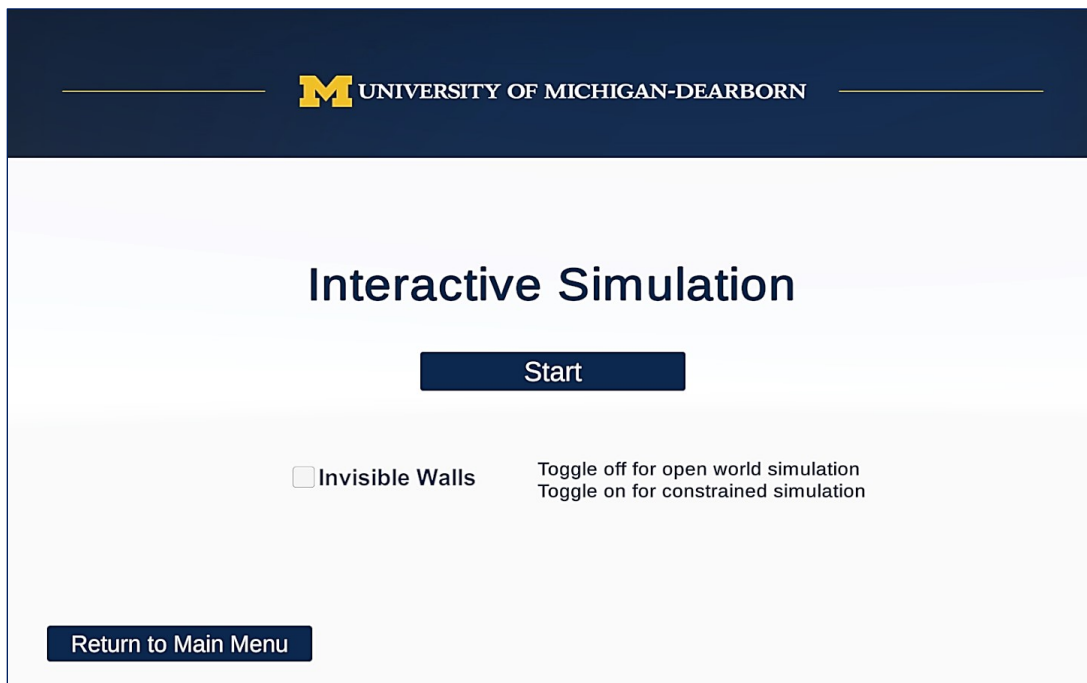 M UNIVERSITY OF MICHIGAN-DEARBORN
Interactive Simulation
Start
Invisible Walls
Toggle off for open world simulation
Toggle on for constrained simulation
Return to Main Menu